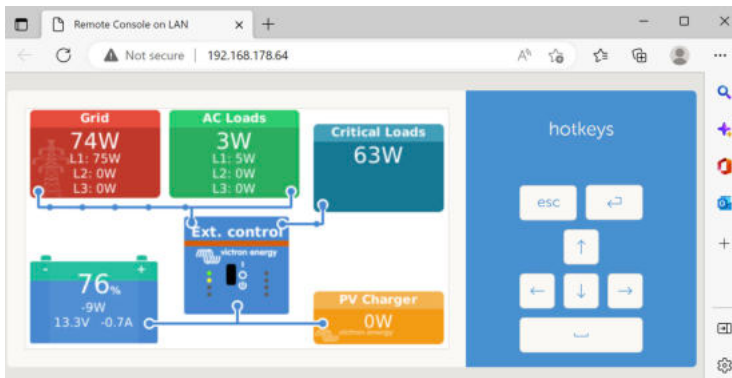 Remote Console on LAN
Not secure
192.168.178.64
Grid
74W
L1: 75W
L2: 0W
L3: 0W
AC Loads
3W
L1: 5W
L2: 0W
L3: 0W
Critical Loads
63W
Ext. control
victron energy
76%
-9W
13.3V -0.7A
PV Charger
0W
victron energy
hotkeys
esc